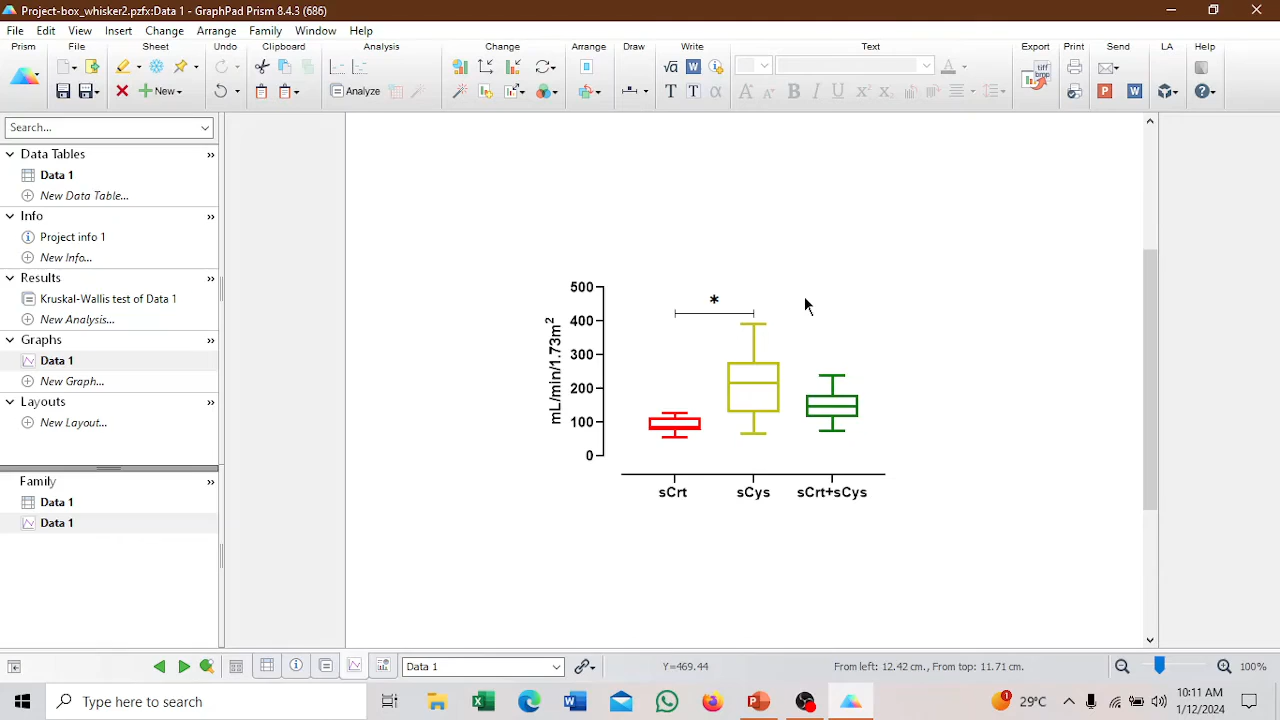 Project-box_whisker2.pzfx:Data 1 - GraphPad Prism 8.4.3 (686)
File Edit View Insert Change Arrange Family Window Help
Prism File Sheet Undo Clipboard Analysis Change Arrange Draw Write Text Export Print Send LA Help
tiff
bmp
New
Analyze
Search...
Data Tables
Data 1
New Data Table...
Info
Project info 1
New Info...
Results
Kruskal-Wallis test of Data 1
New Analysis...
Graphs
Data 1
New Graph...
Layouts
New Layout...
Family
Data 1
Data 1
500
400
300
200
100
0
mL/min/1.73m²
*
sCrt sCys sCrt+sCys
Data 1
Y=469.44
From left: 12.42 cm., From top: 11.71 cm.
100%
Type here to search
29°C
10:11 AM
1/12/2024